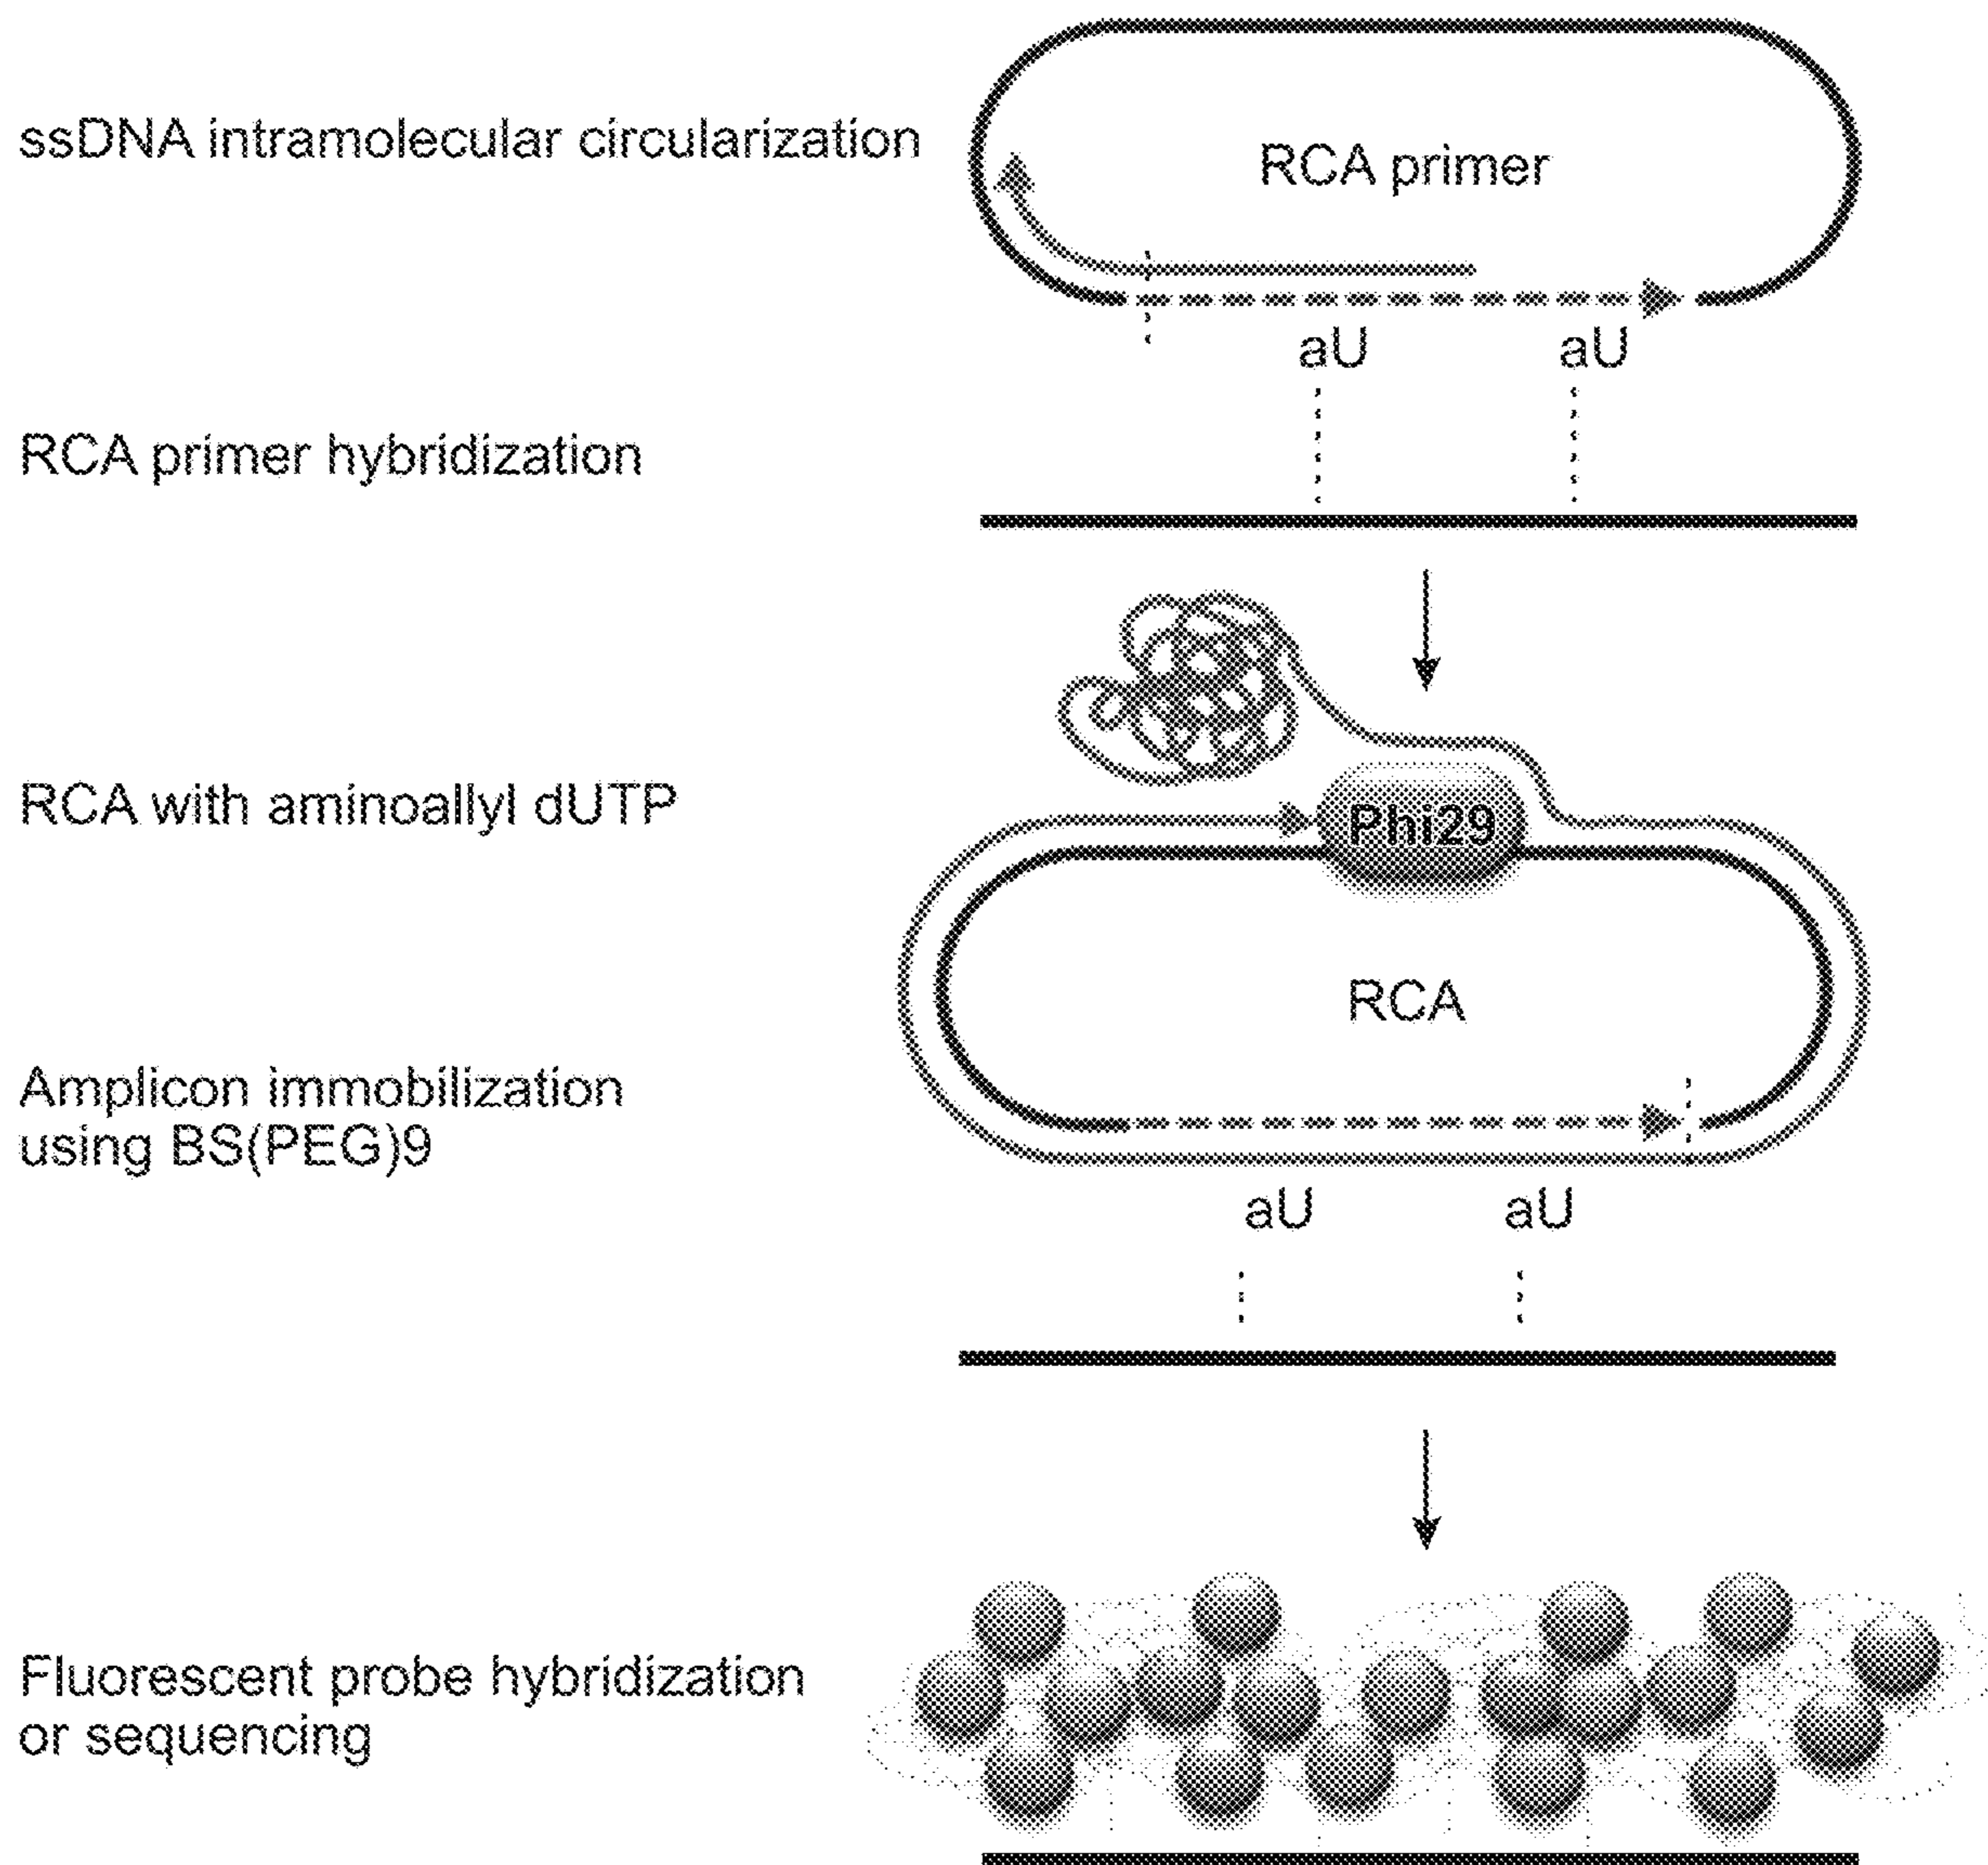 ssDNA intramolecular circularization
RCA primer
aU aU
RCA primer hybridization
RCA with aminoallyl dUTP
Phi29
RCA
Amplicon immobilization
using BS(PEG)9
aU aU
Fluorescent probe hybridization
or sequencing